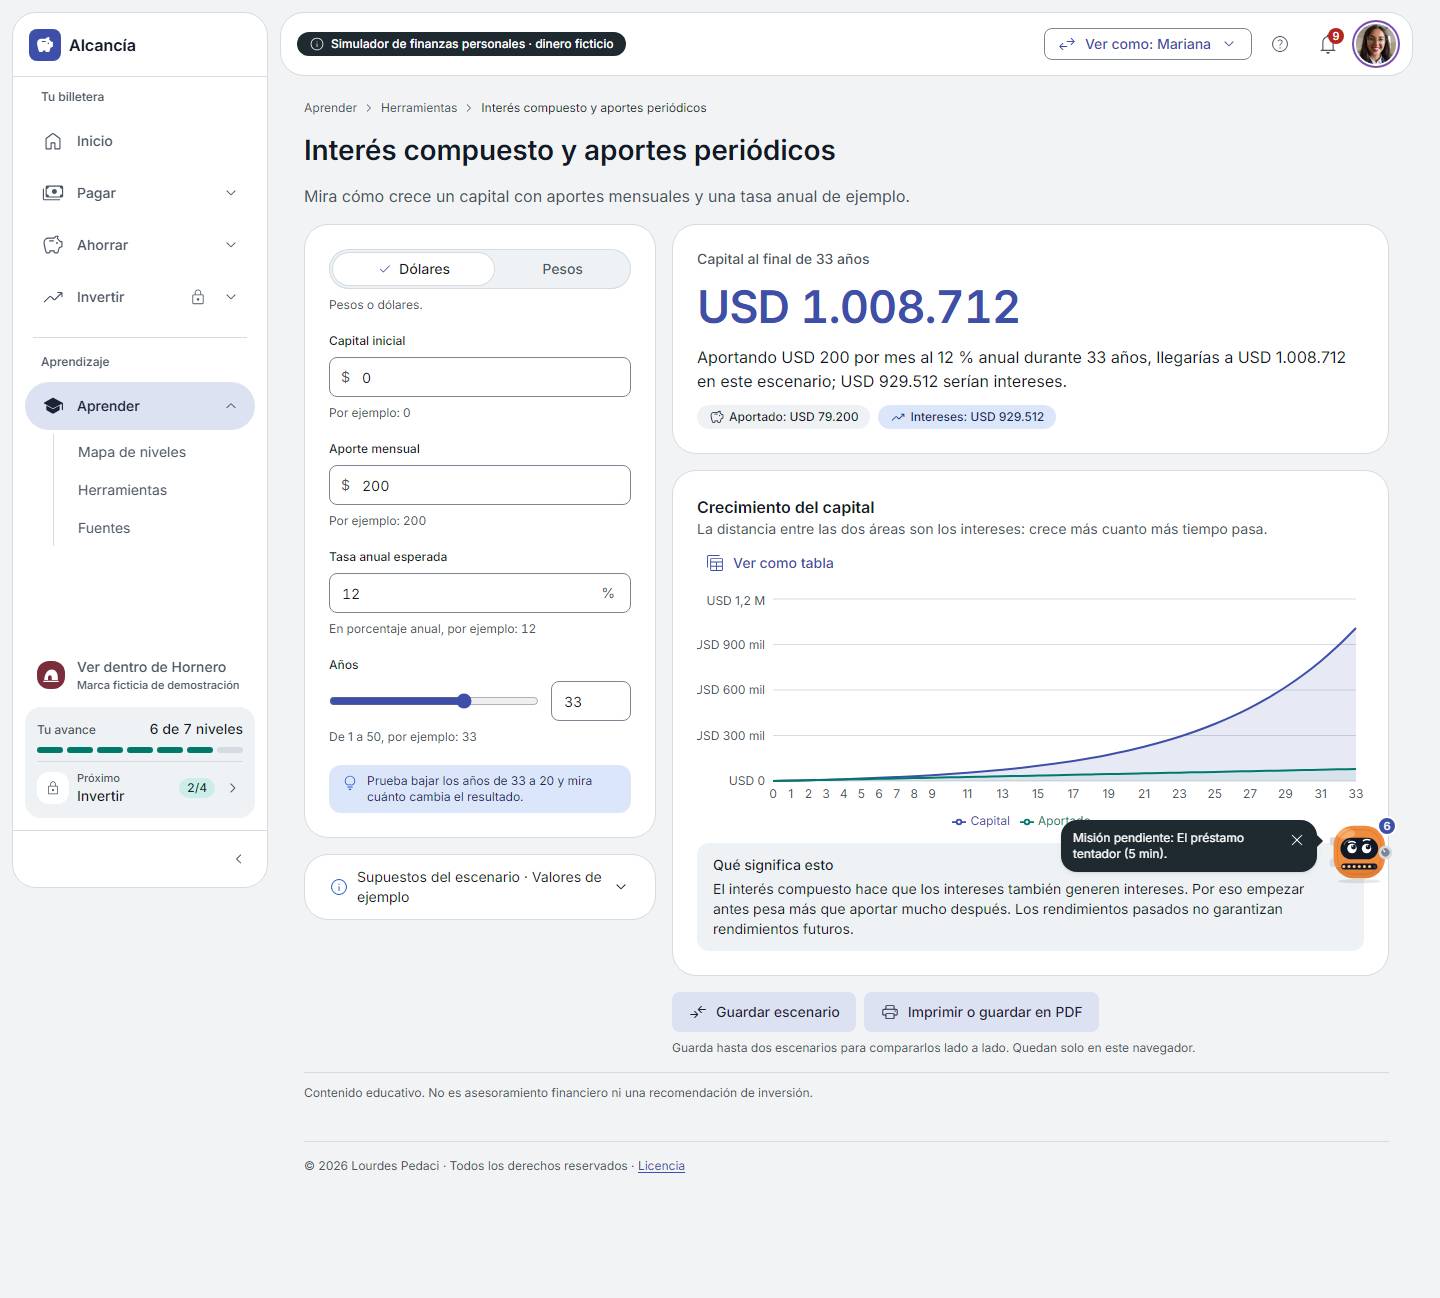 Alcancía
Simulador de finanzas personales · dinero ficticio
Ver como: Mariana
9
Tu billetera
Inicio
Pagar
Ahorrar
Invertir
Aprendizaje
Aprender
Mapa de niveles
Herramientas
Fuentes
Ver dentro de Hornero
Marca ficticia de demostración
Tu avance
6 de 7 niveles
Próximo
Invertir
2/4
Aprender
Herramientas
Interés compuesto y aportes periódicos
Interés compuesto y aportes periódicos
Mira cómo crece un capital con aportes mensuales y una tasa anual de ejemplo.
Dólares
Pesos
Pesos o dólares.
Capital inicial
$ 0
Por ejemplo: 0
Aporte mensual
$ 200
Por ejemplo: 200
Tasa anual esperada
12 %
En porcentaje anual, por ejemplo: 12
Años
33
De 1 a 50, por ejemplo: 33
Prueba bajar los años de 33 a 20 y mira
cuánto cambia el resultado.
Supuestos del escenario · Valores de
ejemplo
Capital al final de 33 años
USD 1.008.712
Aportando USD 200 por mes al 12 % anual durante 33 años, llegarías a USD 1.008.712
en este escenario; USD 929.512 serían intereses.
Aportado: USD 79.200
Intereses: USD 929.512
Crecimiento del capital
La distancia entre las dos áreas son los intereses: crece más cuanto más tiempo pasa.
Ver como tabla
USD 1,2 M
USD 900 mil
USD 600 mil
USD 300 mil
USD 0
0 1 2 3 4 5 6 7 8 9 11 13 15 17 19 21 23 25 27 29 31 33
Capital
Aportado
Misión pendiente: El préstamo
tentador (5 min).
6
Qué significa esto
El interés compuesto hace que los intereses también generen intereses. Por eso empezar
antes pesa más que aportar mucho después. Los rendimientos pasados no garantizan
rendimientos futuros.
Guardar escenario
Imprimir o guardar en PDF
Guarda hasta dos escenarios para compararlos lado a lado. Quedan solo en este navegador.
Contenido educativo. No es asesoramiento financiero ni una recomendación de inversión.
© 2026 Lourdes Pedaci · Todos los derechos reservados · Licencia